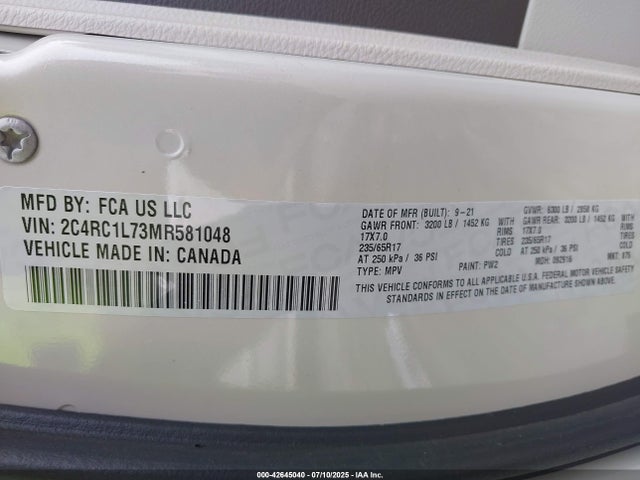 MFD BY: FCA US LLC
VIN: 2C4RC1L73MR581048
VEHICLE MADE IN: CANADA
DATE OF MFR (BUILT): 9-21
GAWR FRONT: 3200 LB / 1452 KG WITH
17X7.0 RIMS
235/65R17 TIRES
AT 250 kPa / 36 PSI COLD
TYPE: MPV PAINT: PW2
GVWR: 6300 LB / 2858 KG
GAWR REAR: 3200 LB / 1452 KG WITH
17X7.0 RIMS
235/65R17 TIRES
AT 250 kPa / 36 PSI COLD
MDH: 092916 MKT:
THIS VEHICLE CONFORMS TO ALL APPLICABLE U.S.A. FEDERAL MOTOR VEHICLE SAFETY
STANDARDS IN EFFECT ON THE DATE OF MANUFACTURE SHOWN ABOVE.
000-42645040 - 07/10/2025 - IAA Inc.